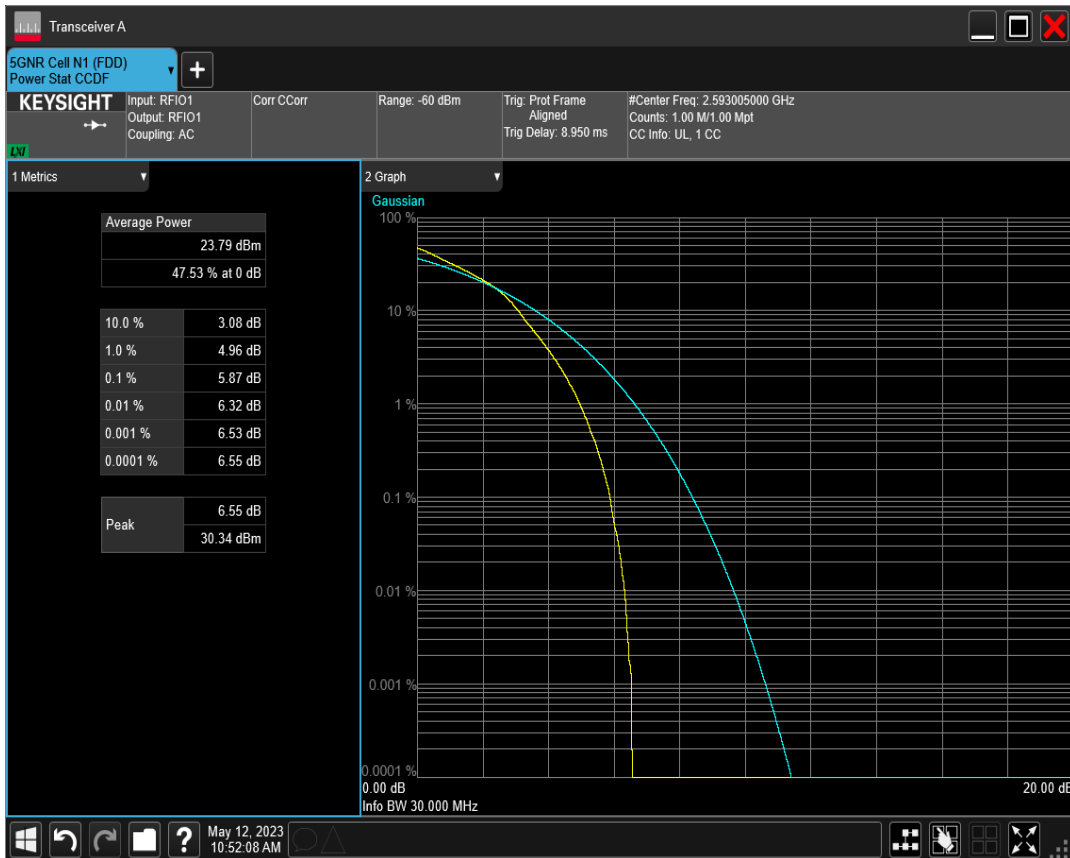 Transceiver A
5GNR Cell N1 (FDD)
Power Stat CCDF
+
KEYSIGHT
LXI
Input: RFIO1
Output: RFIO1
Coupling: AC
Corr CCorr
Range: -60 dBm
Trig: Prot Frame
Aligned
Trig Delay: 8.950 ms
#Center Freq: 2.593005000 GHz
Counts: 1.00 M/1.00 Mpt
CC Info: UL, 1 CC
1 Metrics
Average Power
23.79 dBm
47.53 % at 0 dB
10.0 % 3.08 dB
1.0 % 4.96 dB
0.1 % 5.87 dB
0.01 % 6.32 dB
0.001 % 6.53 dB
0.0001 % 6.55 dB
Peak 6.55 dB
30.34 dBm
2 Graph
Gaussian
100 %
10 %
1 %
0.1 %
0.01 %
0.001 %
0.0001 %
0.00 dB 20.00 dB
Info BW 30.000 MHz
?
May 12, 2023
10:52:08 AM